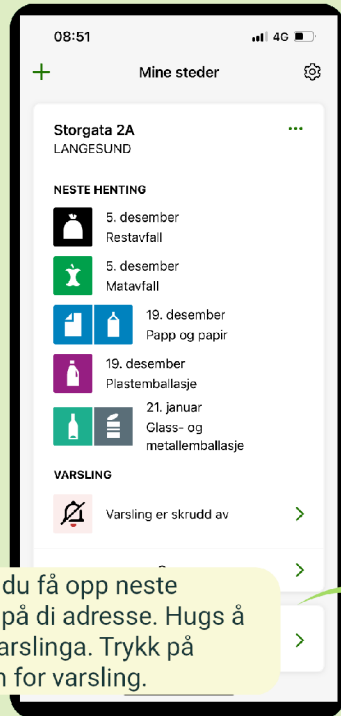 08:51
4G
Mine steder
Storgata 2A
LANGESUND
NESTE HENTING
5. desember
Restavfall
5. desember
Matavfall
19. desember
Papp og papir
19. desember
Plastemballasje
21. januar
Glass- og
metallemballasje
VARSLING
Varsling er skrudd av
du få opp neste
på di adresse. Hugs å
Trykk på
for varsling.